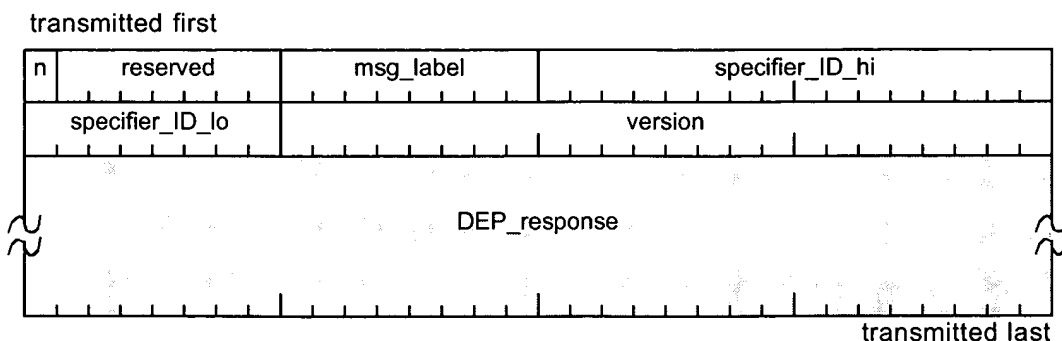 transmitted first
n reserved msg_label specifier_ID_hi
specifier_ID_lo version
DEP_response
transmitted last